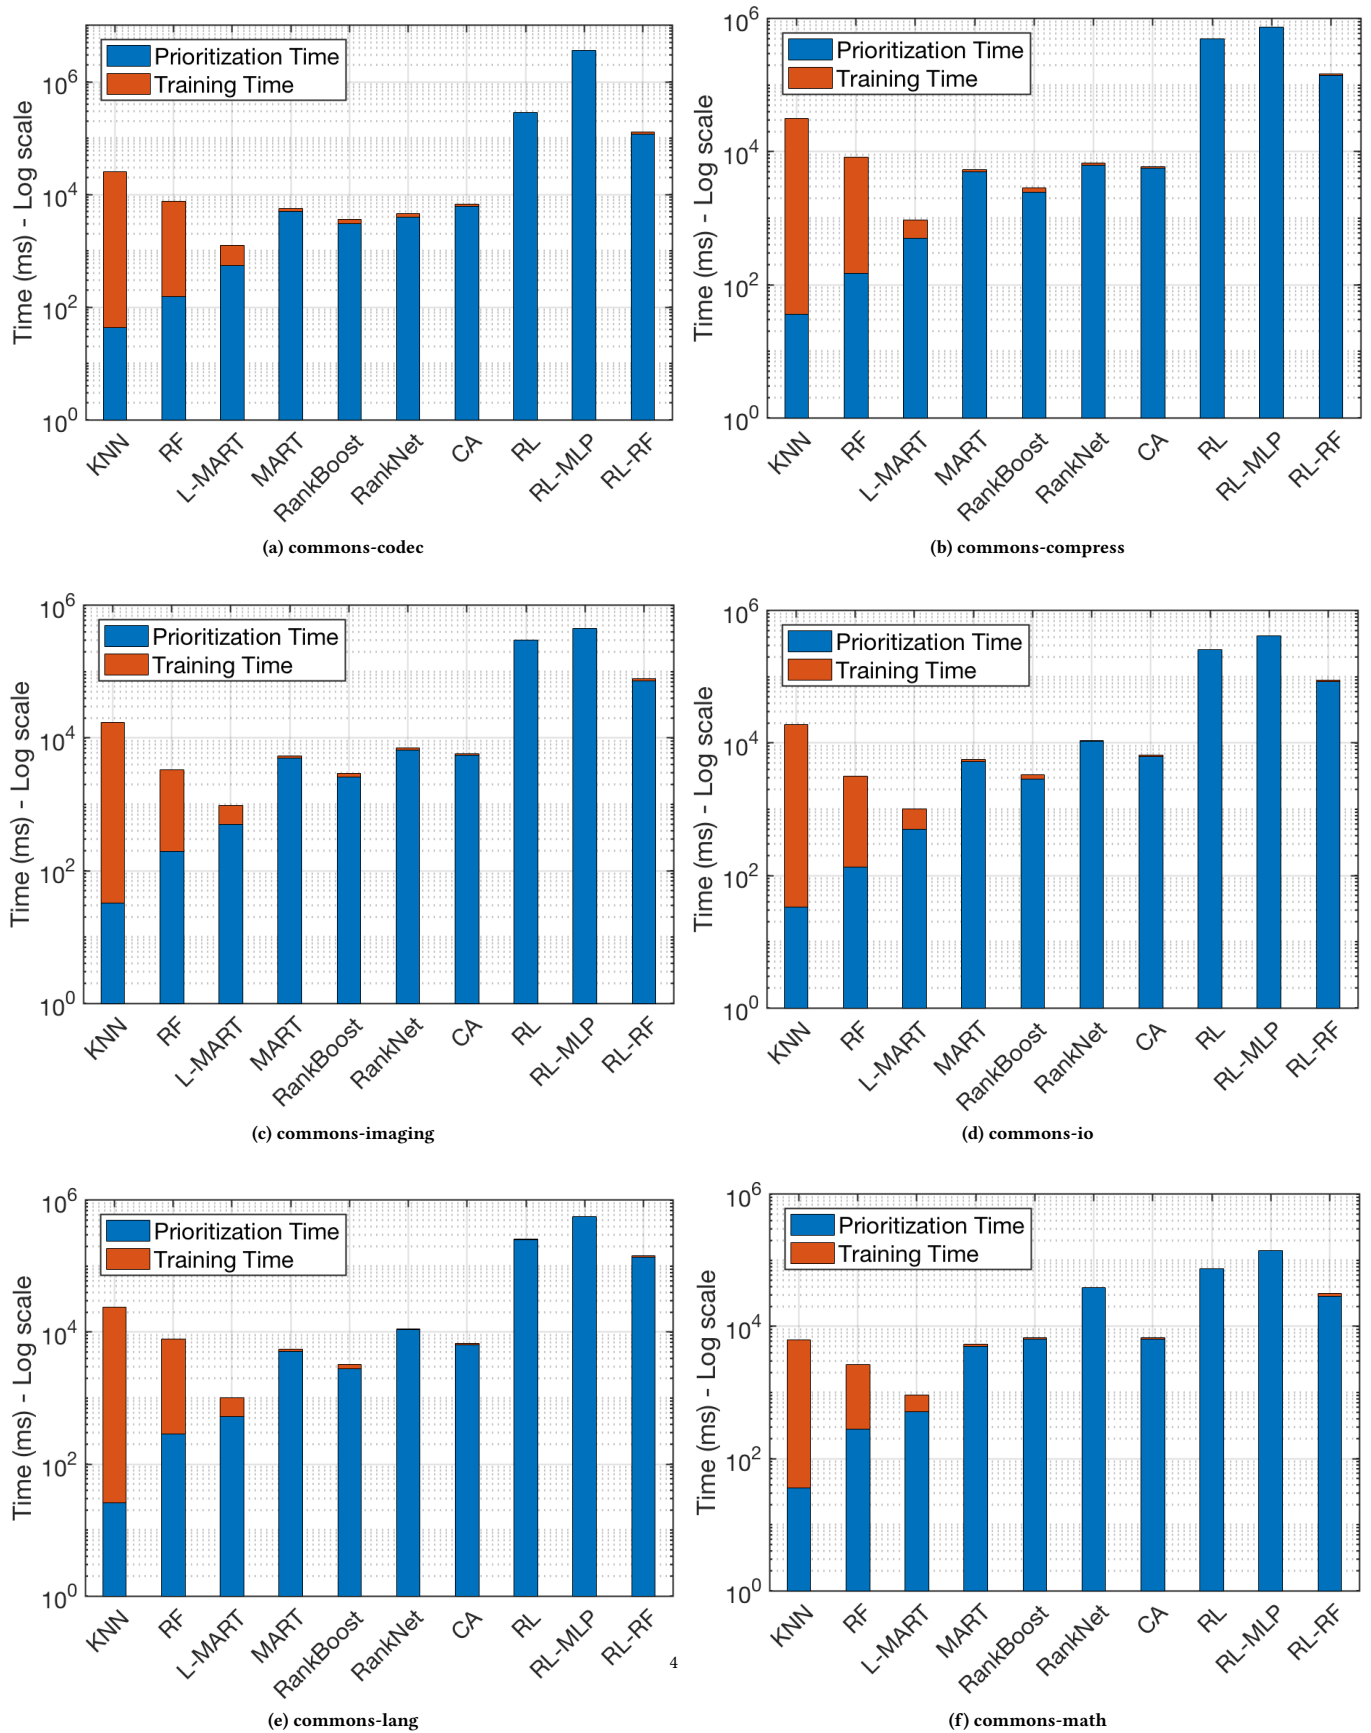 Prioritization Time
Training Time
Time (ms) - Log scale
10^6
10^4
10^2
10^0
KNN
RF
L-MART
MART
RankBoost
RankNet
CA
RL
RL-MLP
RL-RF
(a) commons-codec
Prioritization Time
Training Time
Time (ms) - Log scale
10^6
10^4
10^2
10^0
KNN
RF
L-MART
MART
RankBoost
RankNet
CA
RL
RL-MLP
RL-RF
(b) commons-compress
Prioritization Time
Training Time
Time (ms) - Log scale
10^6
10^4
10^2
10^0
KNN
RF
L-MART
MART
RankBoost
RankNet
CA
RL
RL-MLP
RL-RF
(c) commons-imaging
Prioritization Time
Training Time
Time (ms) - Log scale
10^6
10^4
10^2
10^0
KNN
RF
L-MART
MART
RankBoost
RankNet
CA
RL
RL-MLP
RL-RF
(d) commons-io
Prioritization Time
Training Time
Time (ms) - Log scale
10^6
10^4
10^2
10^0
KNN
RF
L-MART
MART
RankBoost
RankNet
CA
RL
RL-MLP
RL-RF
(e) commons-lang
Prioritization Time
Training Time
Time (ms) - Log scale
10^6
10^4
10^2
10^0
KNN
RF
L-MART
MART
RankBoost
RankNet
CA
RL
RL-MLP
RL-RF
(f) commons-math
4